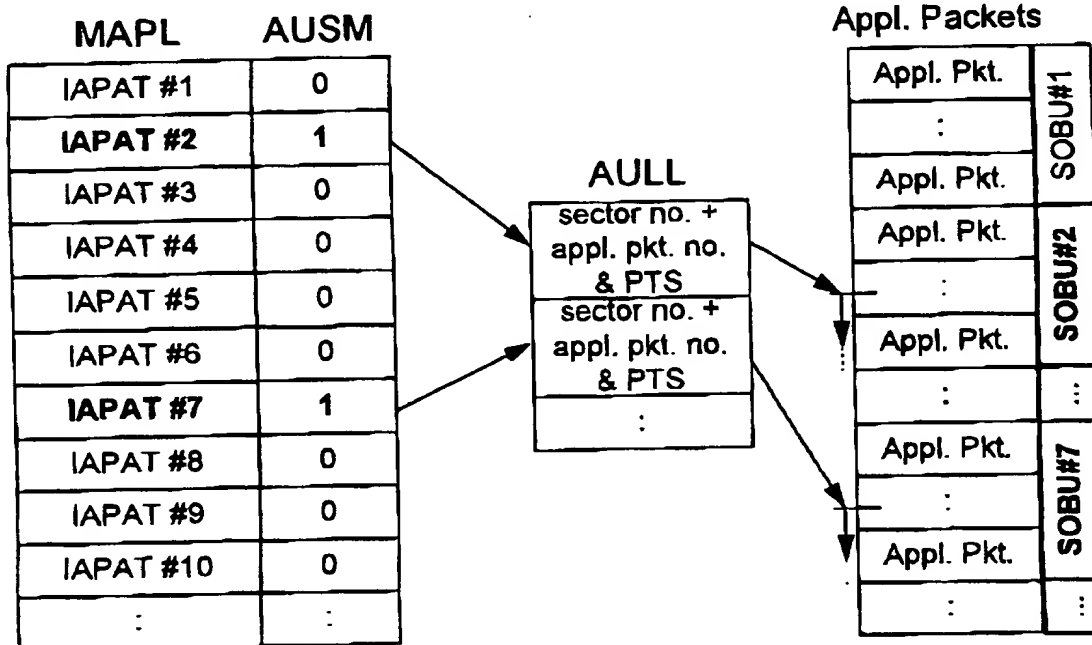 MAPL AUSM
IAPAT #1 0
IAPAT #2 1
IAPAT #3 0
IAPAT #4 0
IAPAT #5 0
IAPAT #6 0
IAPAT #7 1
IAPAT #8 0
IAPAT #9 0
IAPAT #10 0
: :
AULL
sector no. +
appl. pkt. no.
& PTS
sector no. +
appl. pkt. no.
& PTS
:
Appl. Packets
Appl. Pkt.
:
Appl. Pkt.
SOBU#1
Appl. Pkt.
:
Appl. Pkt.
SOBU#2
: ...
Appl. Pkt.
:
Appl. Pkt.
SOBU#7
: ...